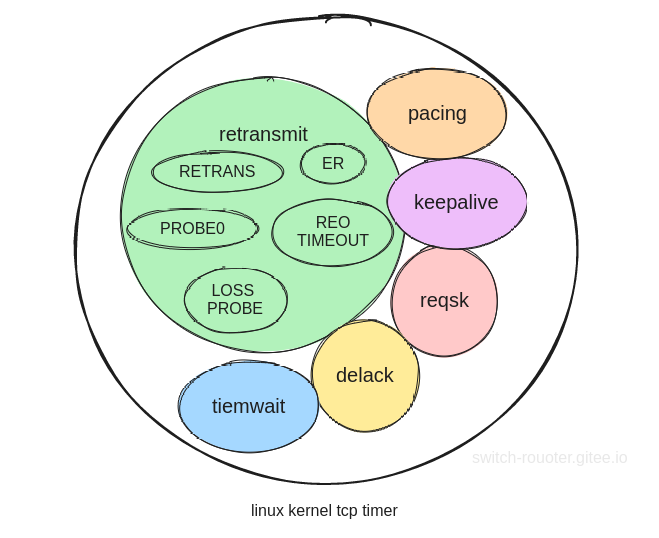 pacing
retransmit
RETRANS
ER
keepalive
PROBE0
REO
TIMEOUT
LOSS
PROBE
reqsk
delack
tiemwait
switch-rouoter.gitee.io
linux kernel tcp timer